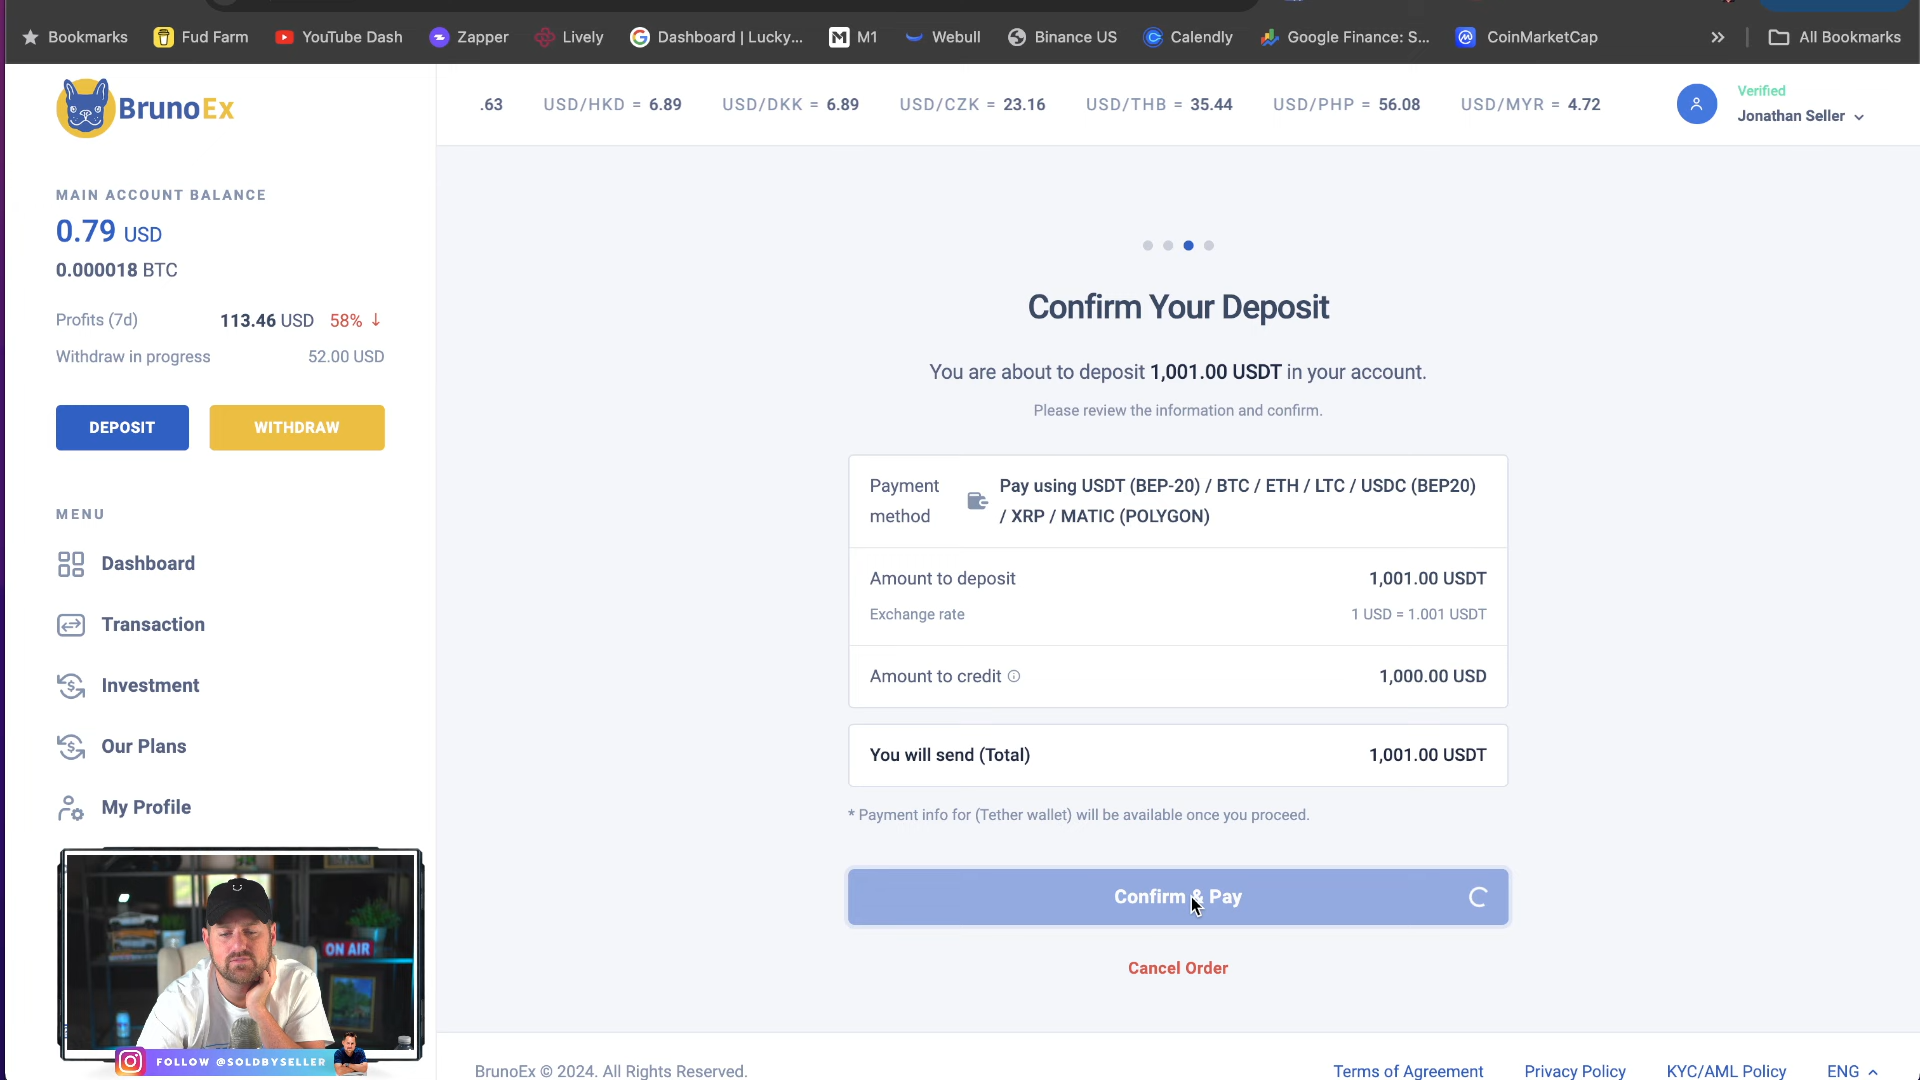 Bookmarks
Fud Farm
YouTube Dash
Zapper
Lively
Dashboard | Lucky...
M1
Webull
Binance US
Calendly
Google Finance: S...
CoinMarketCap
»
All Bookmarks
BrunoEx
.63 USD/HKD = 6.89 USD/DKK = 6.89 USD/CZK = 23.16 USD/THB = 35.44 USD/PHP = 56.08 USD/MYR = 4.72
Verified
Jonathan Seller
MAIN ACCOUNT BALANCE
0.79 USD
0.000018 BTC
Profits (7d) 113.46 USD 58% ↓
Withdraw in progress 52.00 USD
DEPOSIT
WITHDRAW
MENU
Dashboard
Transaction
Investment
Our Plans
My Profile
ON AIR
FOLLOW @SOLDBYSELLER
Confirm Your Deposit
You are about to deposit 1,001.00 USDT in your account.
Please review the information and confirm.
Payment
method
Pay using USDT (BEP-20) / BTC / ETH / LTC / USDC (BEP20)
/ XRP / MATIC (POLYGON)
Amount to deposit 1,001.00 USDT
Exchange rate 1 USD = 1.001 USDT
Amount to credit 1,000.00 USD
You will send (Total) 1,001.00 USDT
* Payment info for (Tether wallet) will be available once you proceed.
Confirm & Pay
Cancel Order
BrunoEx © 2024. All Rights Reserved.
Terms of Agreement
Privacy Policy
KYC/AML Policy
ENG